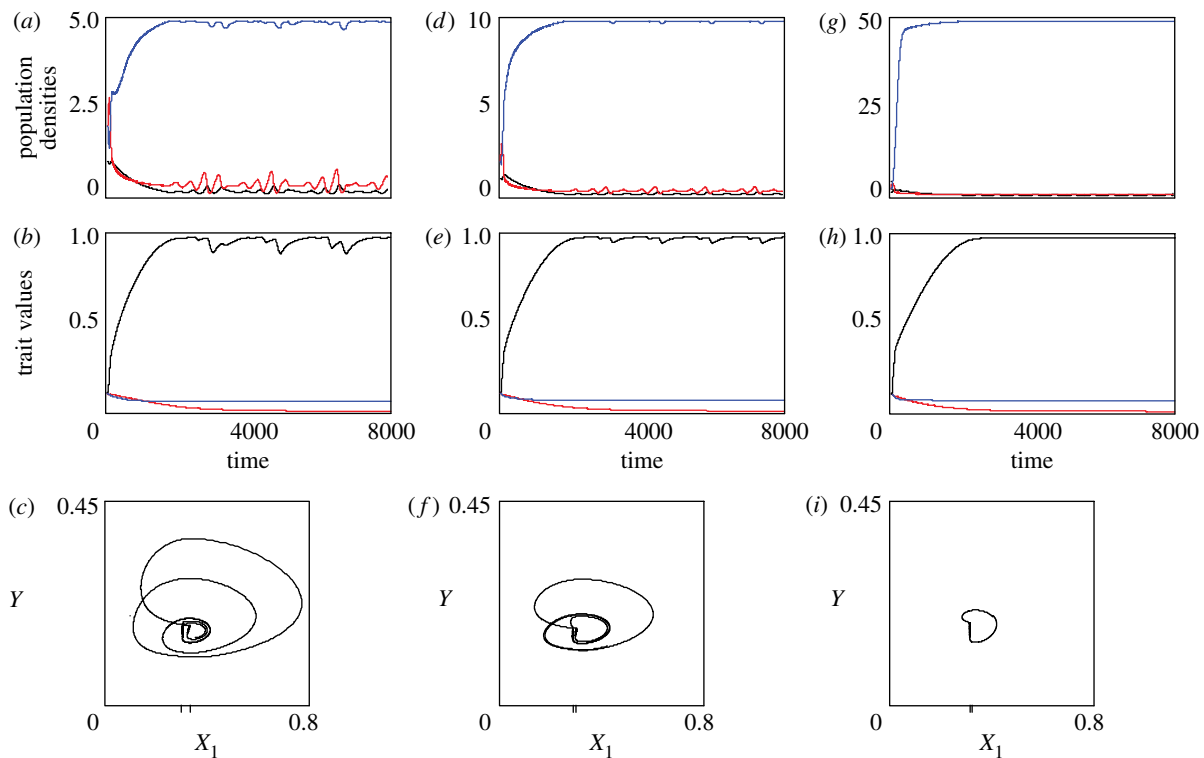 (a) (d) (g)
population densities
5.0
2.5
0
10
5
0
50
25
0
(b) (e) (h)
trait values
1.0
0.5
0 4000 8000
time
1.0
0.5
0 4000 8000
time
1.0
0.5
0 4000 8000
time
(c) (f) (i)
0.45
Y
0 0.8
X1
0.45
Y
0 0.8
X1
0.45
Y
0 0.8
X1